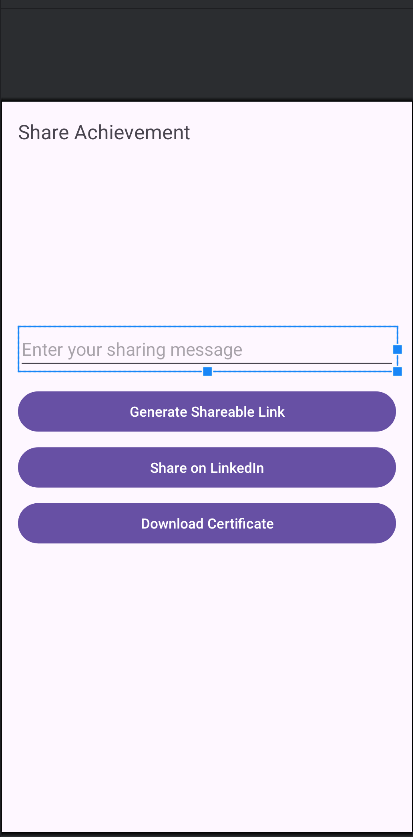 Share Achievement
Enter your sharing message
Generate Shareable Link
Share on LinkedIn
Download Certificate